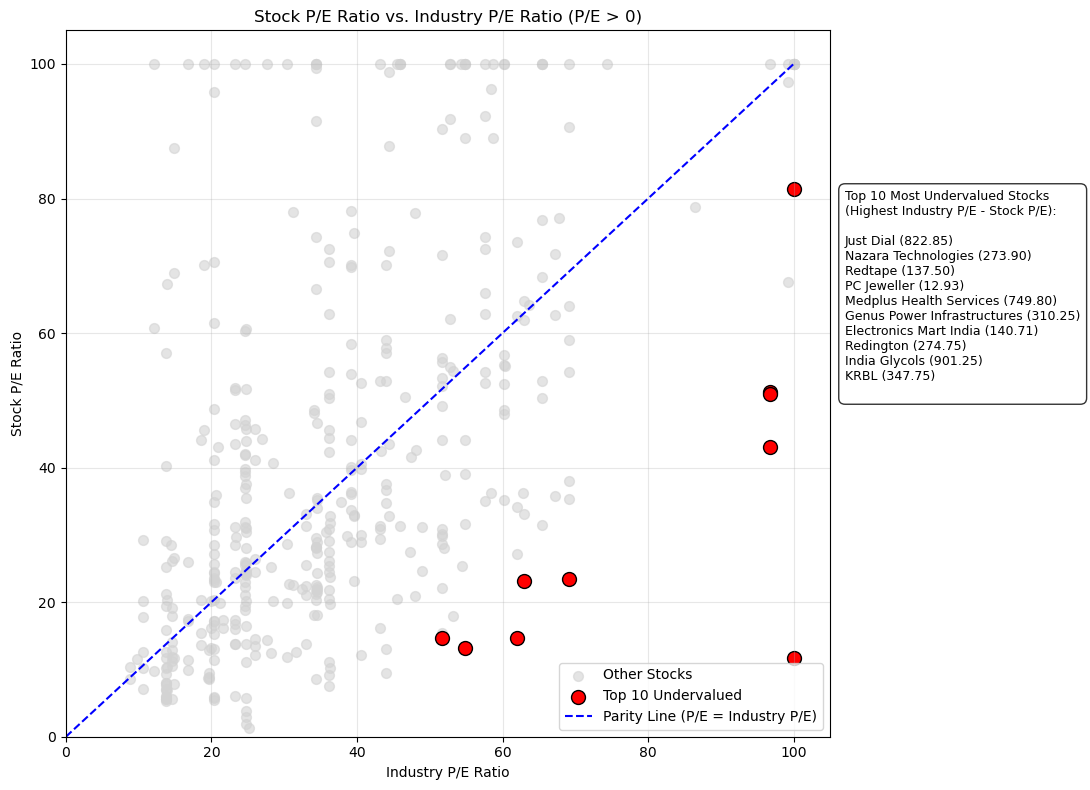 Stock P/E Ratio vs. Industry P/E Ratio (P/E > 0)
100
80
60
40
20
0
Stock P/E Ratio
0 20 40 60 80 100
Industry P/E Ratio
Other Stocks
Top 10 Undervalued
Parity Line (P/E = Industry P/E)
Top 10 Most Undervalued Stocks
(Highest Industry P/E - Stock P/E):
Just Dial (822.85)
Nazara Technologies (273.90)
Redtape (137.50)
PC Jeweller (12.93)
Medplus Health Services (749.80)
Genus Power Infrastructures (310.25)
Electronics Mart India (140.71)
Redington (274.75)
India Glycols (901.25)
KRBL (347.75)